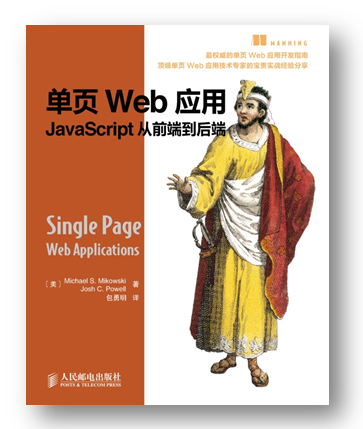 MANNING
最权威的单页 Web 应用开发指南
顶级单页 Web 应用技术专家的宝贵实战经验分享
单页 Web 应用
JavaScript 从前端到后端
Single Page
Web Applications
[美] Michael S. Mikowski 著
Josh C. Powell
包勇明 译
人民邮电出版社
POSTS & TELECOM PRESS